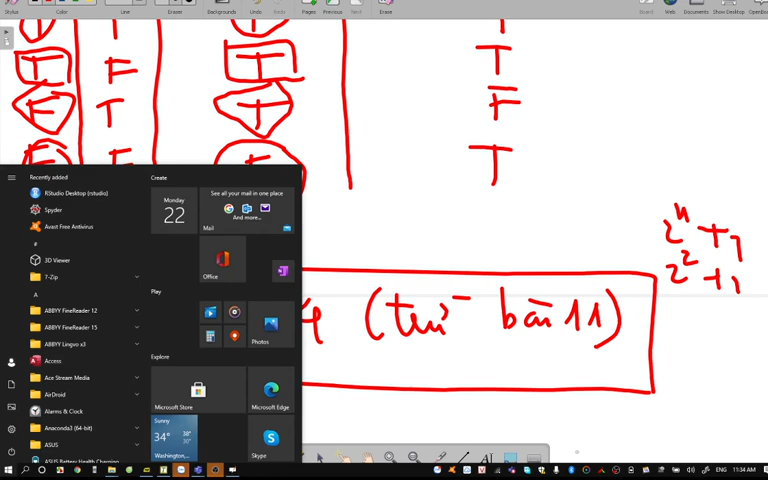 Stylus
Color
Line
Eraser
Backgrounds
Undo
Redo
Pages
Previous
Next
Erase
Board
Web
Documents
Show Desktop
T F T T
F T T F
F F F T
2^n + 1
2^2 + 1
4 (từ bài 11)
Recently added
RStudio Desktop (rstudio)
Spyder
Avast Free Antivirus
#
3D Viewer
7-Zip
A
ABBYY FineReader 12
ABBYY FineReader 15
ABBYY Lingvo x3
Access
Ace Stream Media
AirDroid
Alarms & Clock
Anaconda3 (64-bit)
ASUS
ASUS Battery Health Charging
Create
Monday
22
See all your mail in one place
And more...
Mail
Office
Play
Photos
Explore
Microsoft Store
Microsoft Edge
Sunny
34°
38°
30°
Washington,...
Skype
ENG
11:34 AM